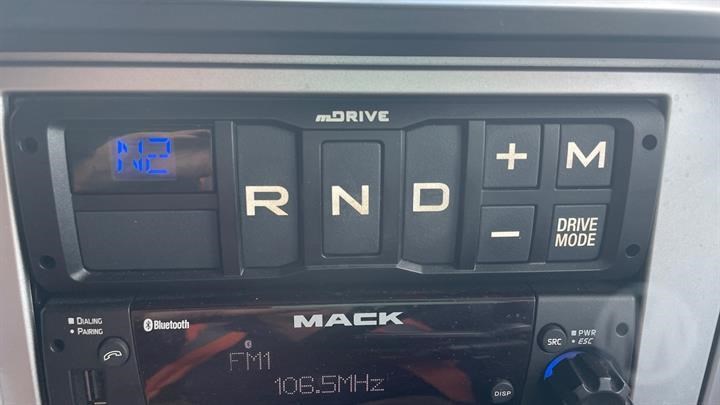 mDRIVE
N2
R N D + M
- DRIVE
MODE
DIALING
PAIRING
Bluetooth
MACK
PWR
ESC
SRC
FM1
106.5MHz
DISP